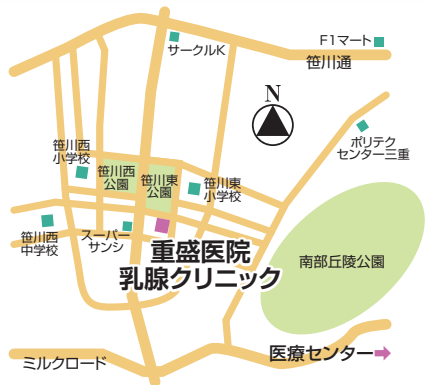 F1マート
サークルK
笹川通
N
ポリテク
センター三重
笹川西
小学校
笹川西
公園
笹川東
公園
笹川東
小学校
笹川西
中学校
スーパー
サンシ
重盛医院
乳腺クリニック
南部丘陵公園
医療センター
ミルクロード